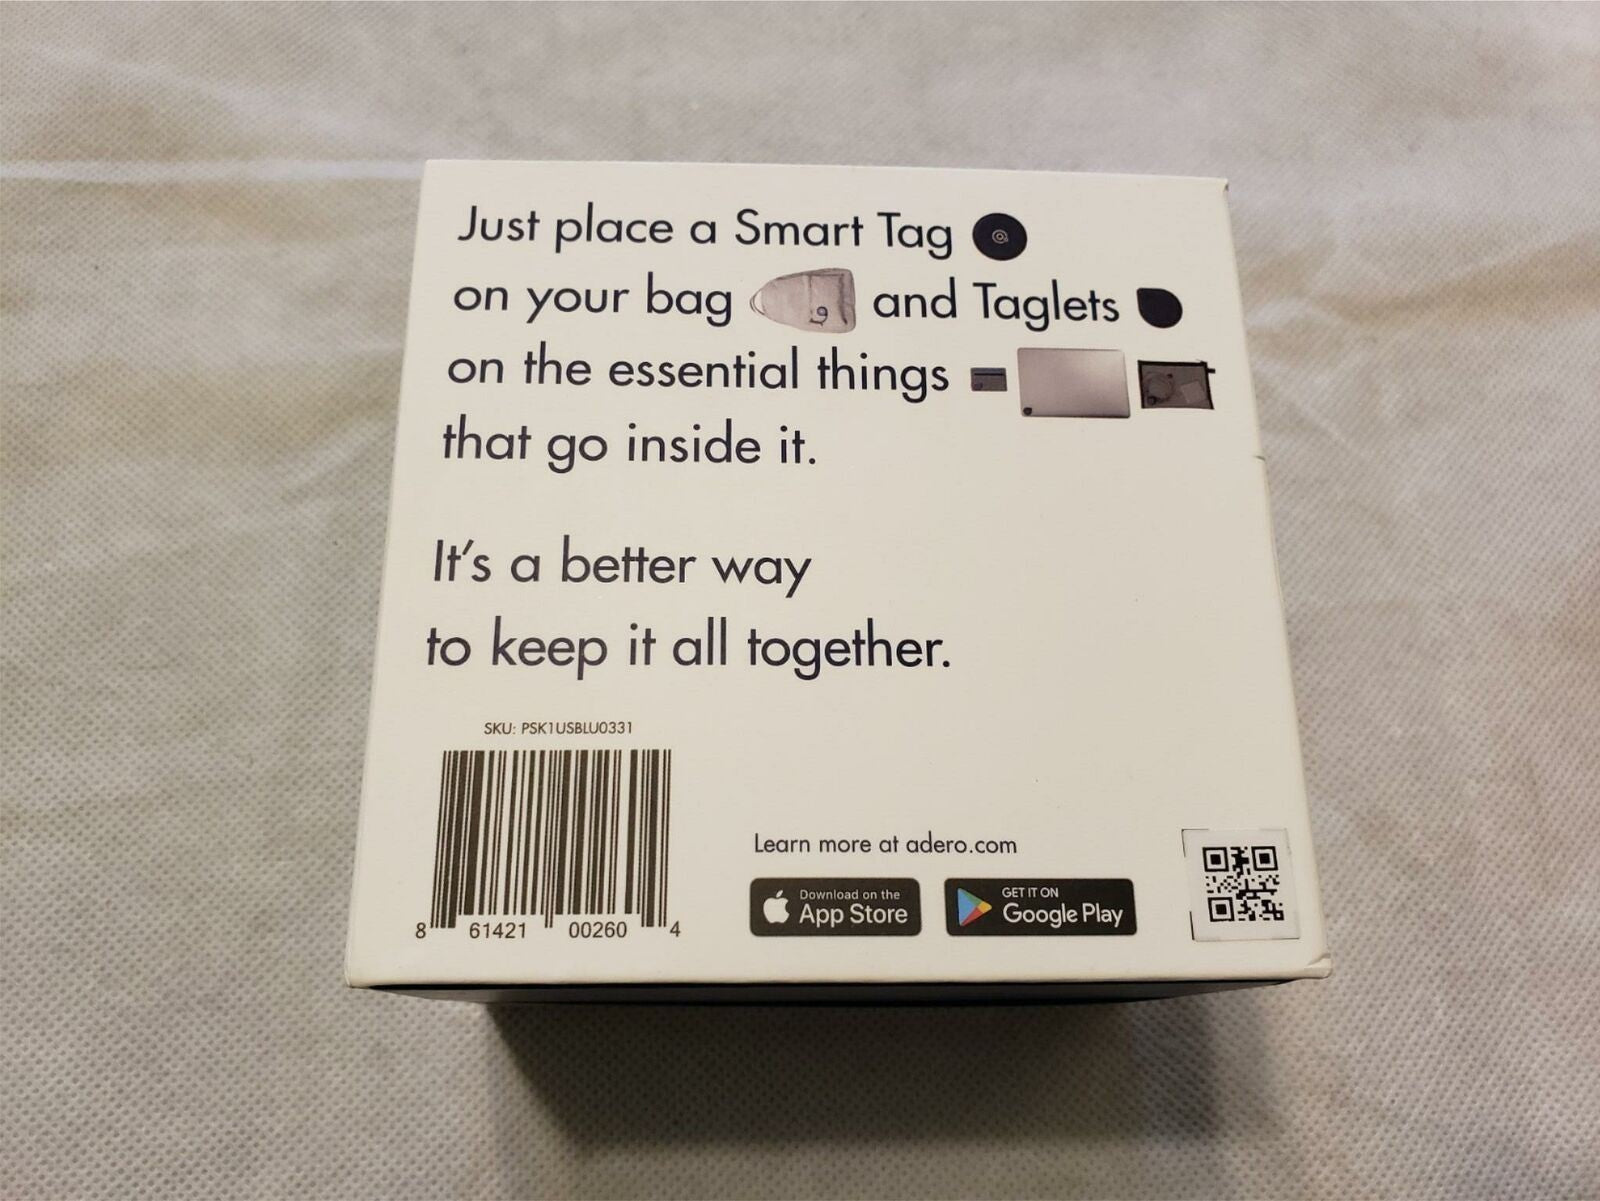 Just place a Smart Tag
on your bag and Taglets
on the essential things
that go inside it.
It's a better way
to keep it all together.
SKU: PSK1USBLU0331
8 61421 00260 4
Learn more at adero.com
Download on the
App Store
GET IT ON
Google Play